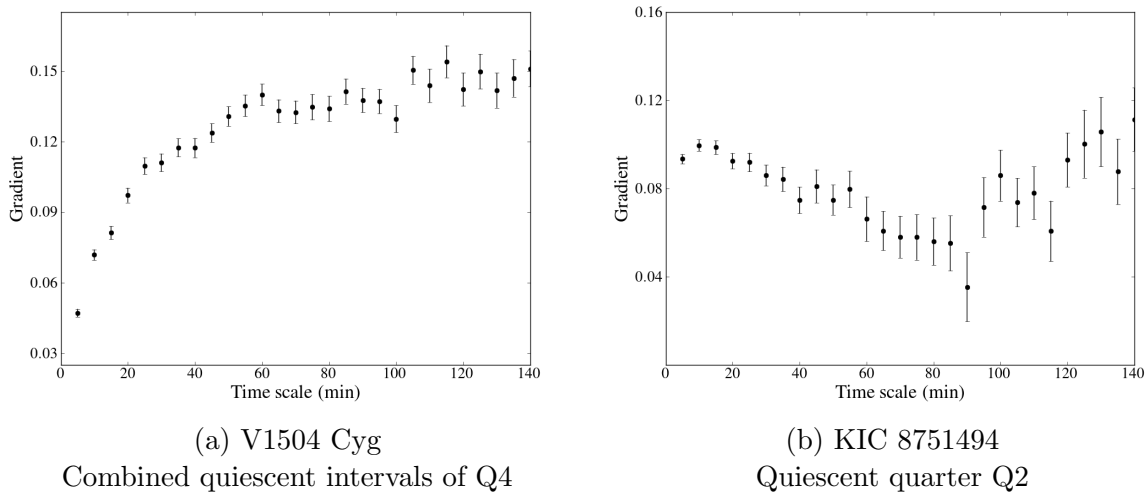 0.15
0.12
0.09
0.06
0.03
Gradient
0 20 40 60 80 100 120 140
Time scale (min)
0.16
0.12
0.08
0.04
Gradient
0 20 40 60 80 100 120 140
Time scale (min)
(a) V1504 Cyg
Combined quiescent intervals of Q4
(b) KIC 8751494
Quiescent quarter Q2